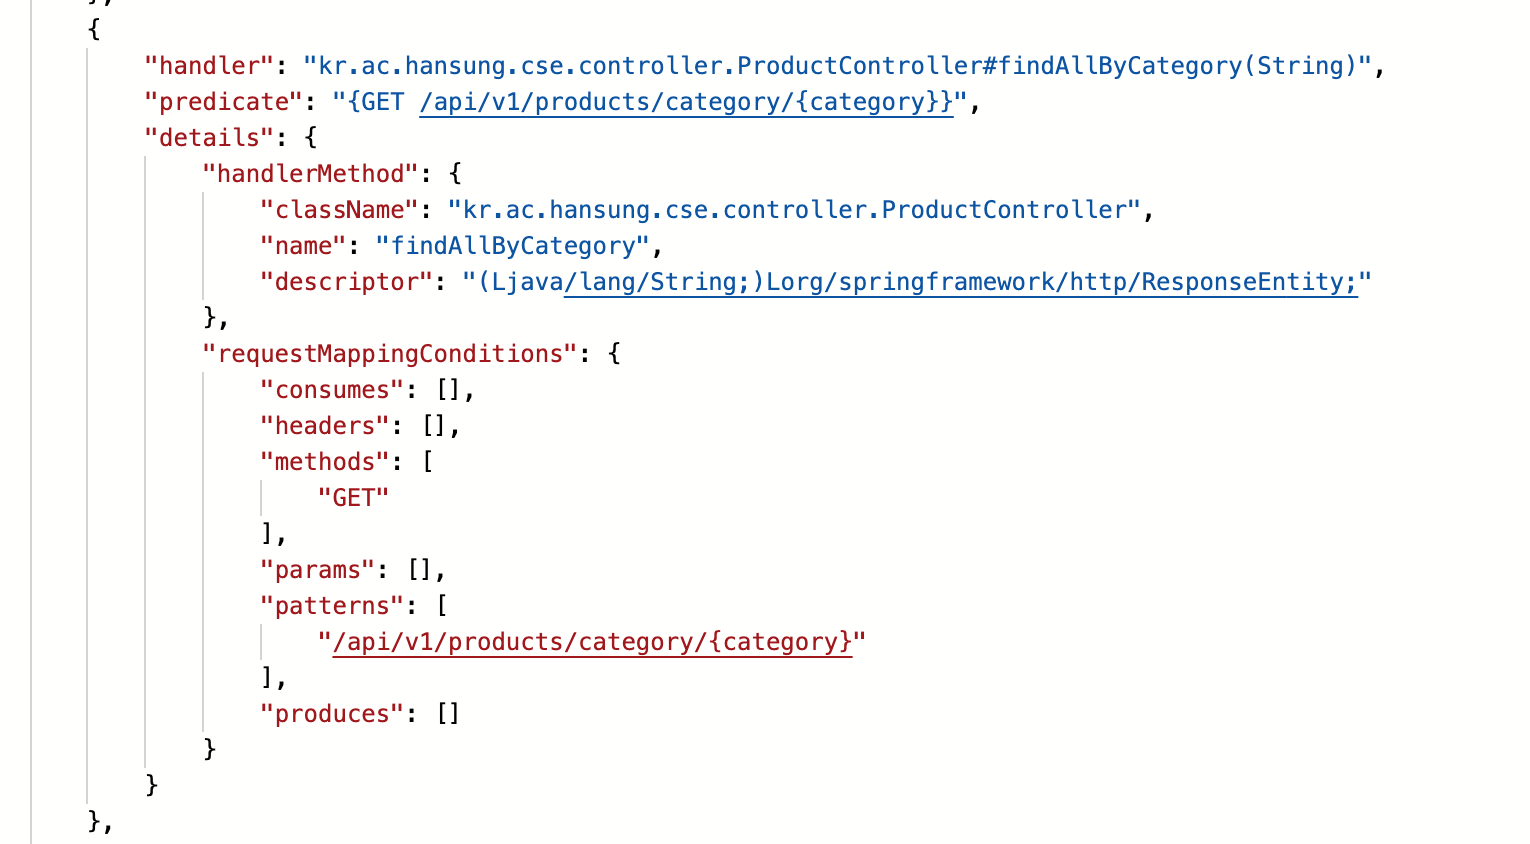 {
"handler": "kr.ac.hansung.cse.controller.ProductController#findAllByCategory(String)",
"predicate": "{GET /api/v1/products/category/{category}}",
"details": {
"handlerMethod": {
"className": "kr.ac.hansung.cse.controller.ProductController",
"name": "findAllByCategory",
"descriptor": "(Ljava/lang/String;)Lorg/springframework/http/ResponseEntity;"
},
"requestMappingConditions": {
"consumes": [],
"headers": [],
"methods": [
"GET"
],
"params": [],
"patterns": [
"/api/v1/products/category/{category}"
],
"produces": []
}
}
},